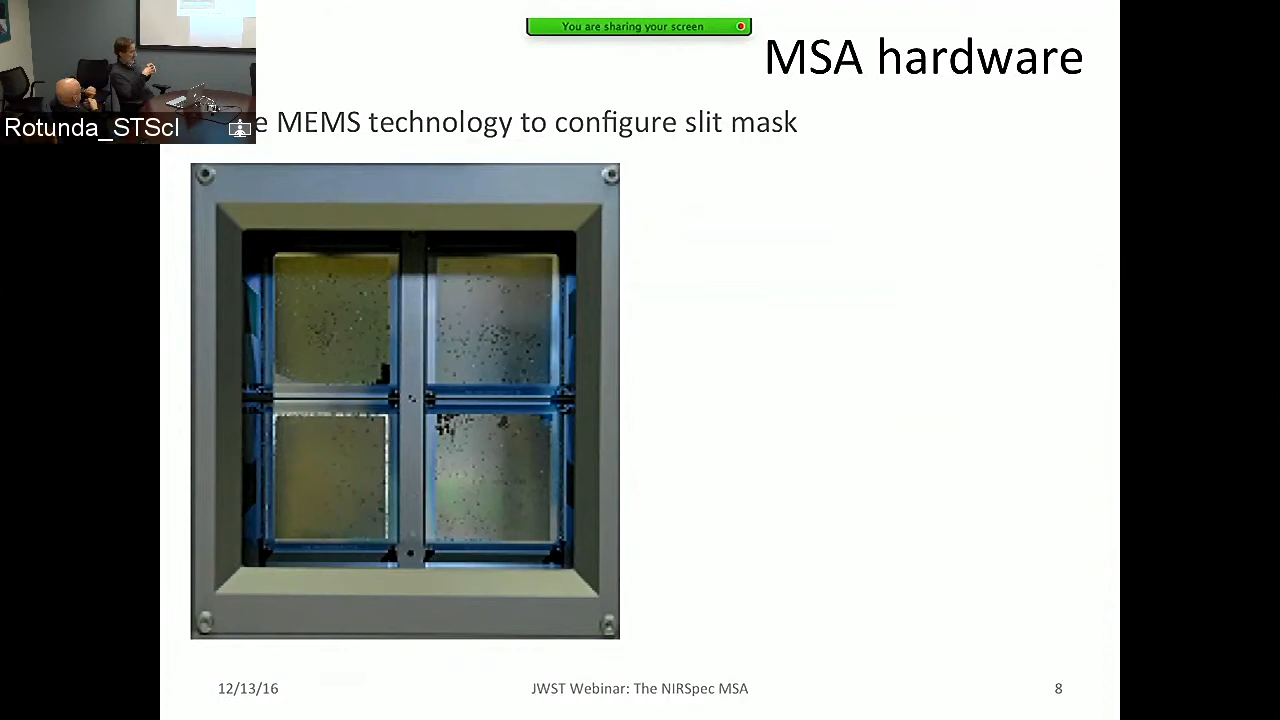 You are sharing your screen
MSA hardware
Rotunda_STScI
e MEMS technology to configure slit mask
12/13/16
JWST Webinar: The NIRSpec MSA
8